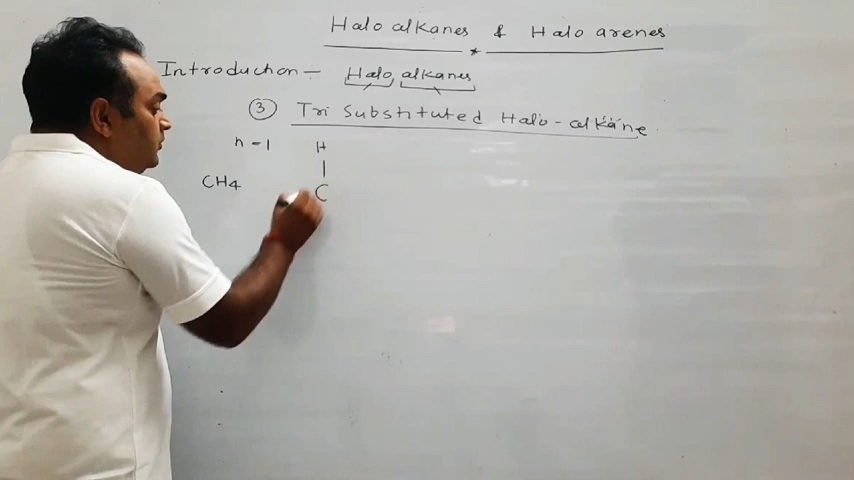 Halo alkanes & Halo arenes
*
Introduction :- Halo alkanes
③ Tri Substituted Halo-alkane
n = 1 H
|
CH4 C